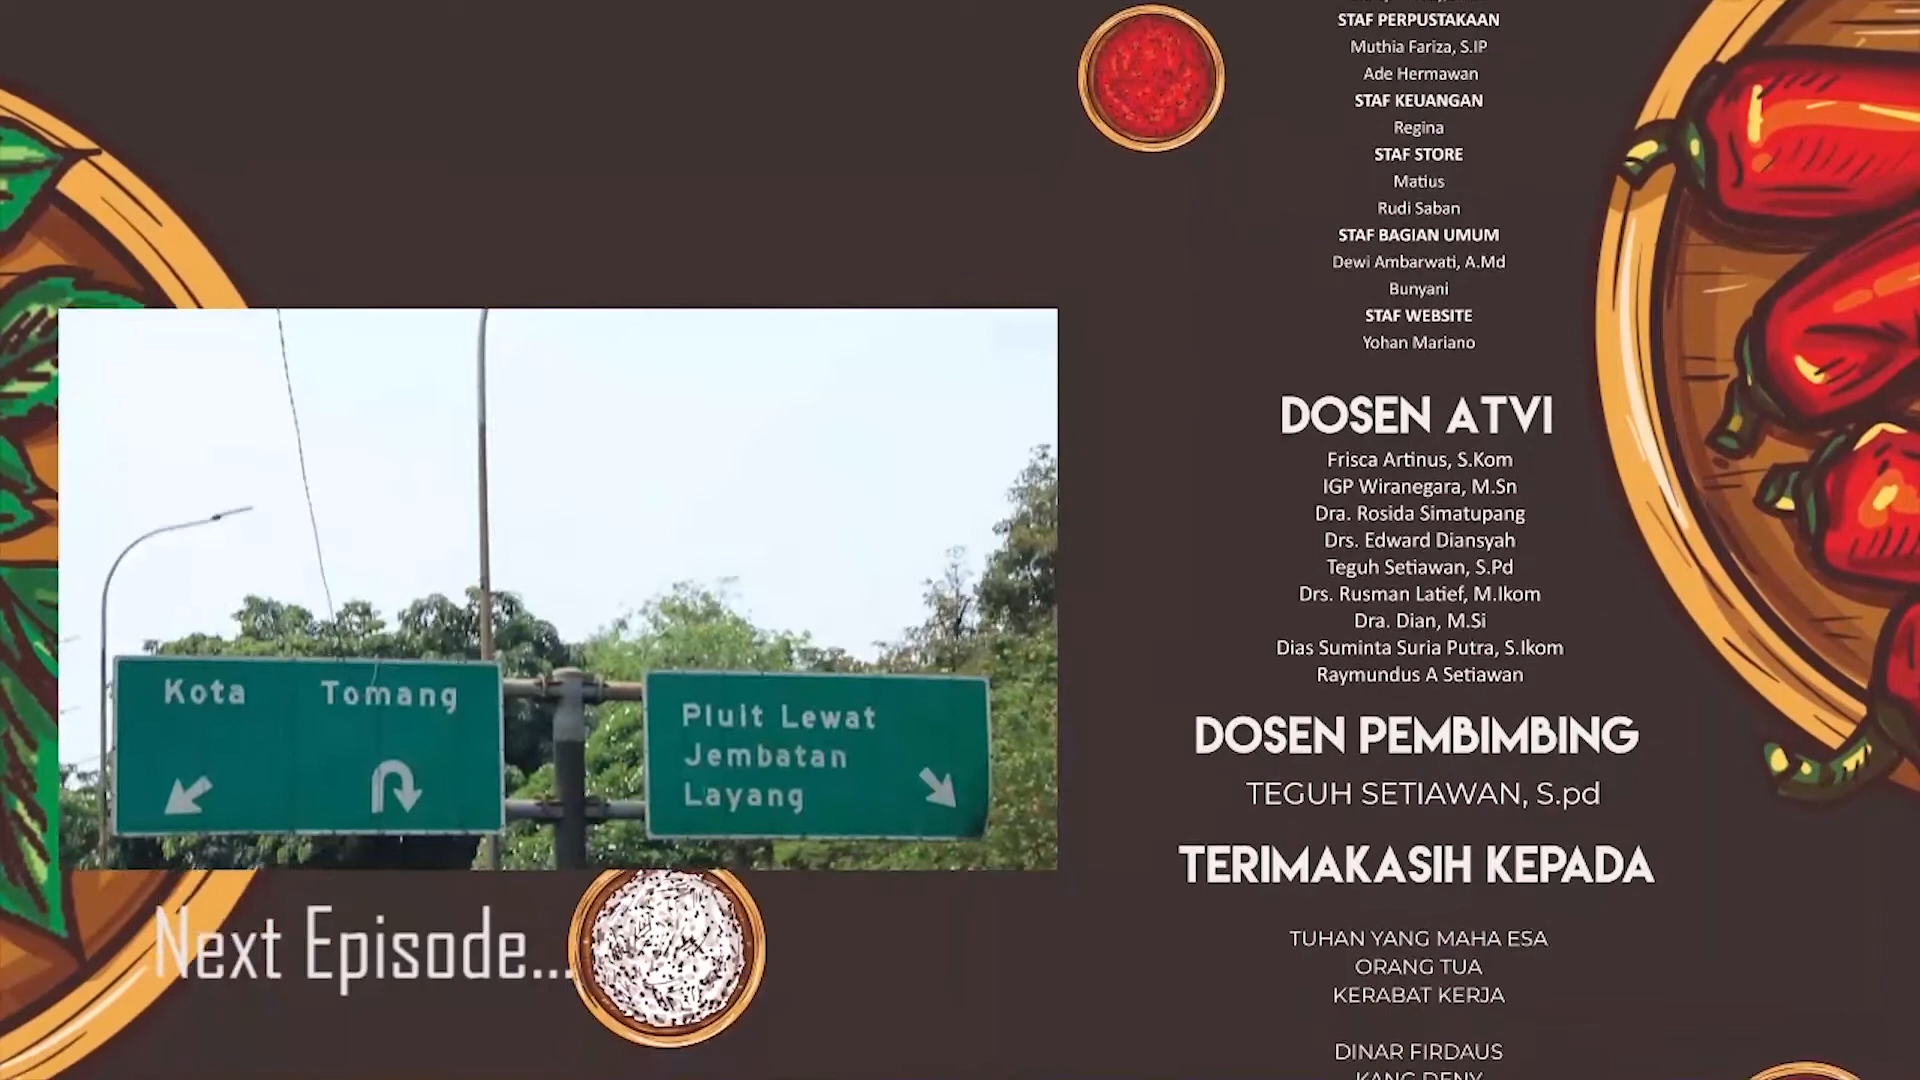 STAF PERPUSTAKAAN
Muthia Fariza, S.IP
Ade Hermawan
STAF KEUANGAN
Regina
STAF STORE
Matius
Rudi Saban
STAF BAGIAN UMUM
Dewi Ambarwati, A.Md
Bunyani
STAF WEBSITE
Yohan Mariano
DOSEN ATVI
Frisca Artinus, S.Kom
IGP Wiranegara, M.Sn
Dra. Rosida Simatupang
Drs. Edward Diansyah
Teguh Setiawan, S.Pd
Drs. Rusman Latief, M.Ikom
Dra. Dian, M.Si
Dias Suminta Suria Putra, S.Ikom
Raymundus A Setiawan
DOSEN PEMBIMBING
TEGUH SETIAWAN, S.pd
TERIMAKASIH KEPADA
TUHAN YANG MAHA ESA
ORANG TUA
KERABAT KERJA
DINAR FIRDAUS
KANG DENY
Kota Tomang
Pluit Lewat
Jembatan
Layang
Next Episode...